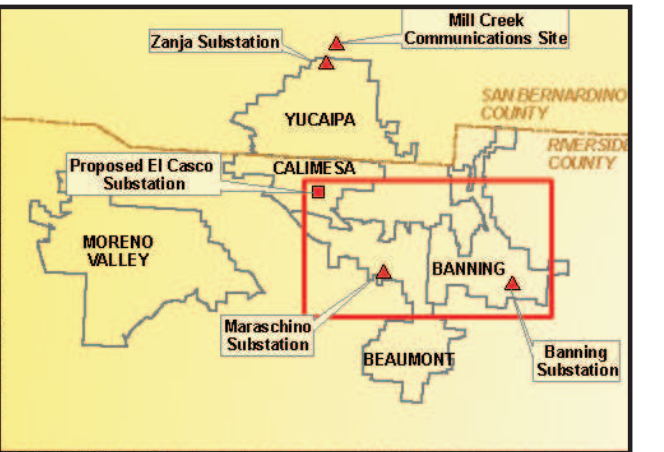 Mill Creek
Communications Site
Zanja Substation
SAN BERNARDINO
COUNTY
YUCAIPA
RIVERSIDE
COUNTY
Proposed El Casco
Substation
CALIMESA
MORENO
VALLEY
BANNING
Maraschino
Substation
BEAUMONT
Banning
Substation